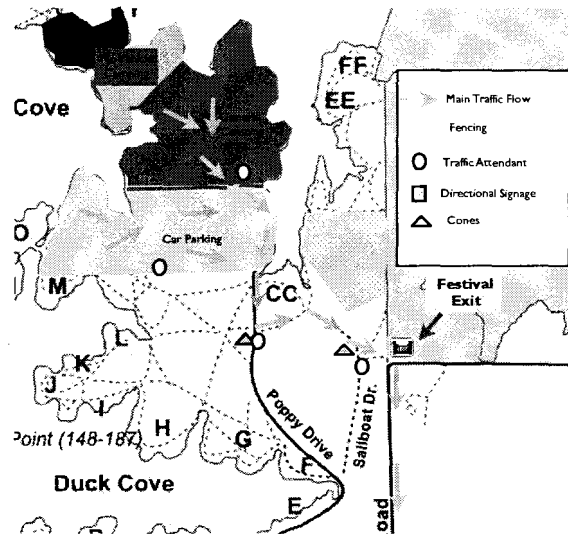 FF
EE
Cove
Main Traffic Flow
Fencing
Traffic Attendant
Directional Signage
Cones
Car Parking
M
CC
Festival
Exit
L
K
J
I
H
G
F
E
Poppy Drive
Sailboat Dr.
Point (148-187)
Duck Cove
oad